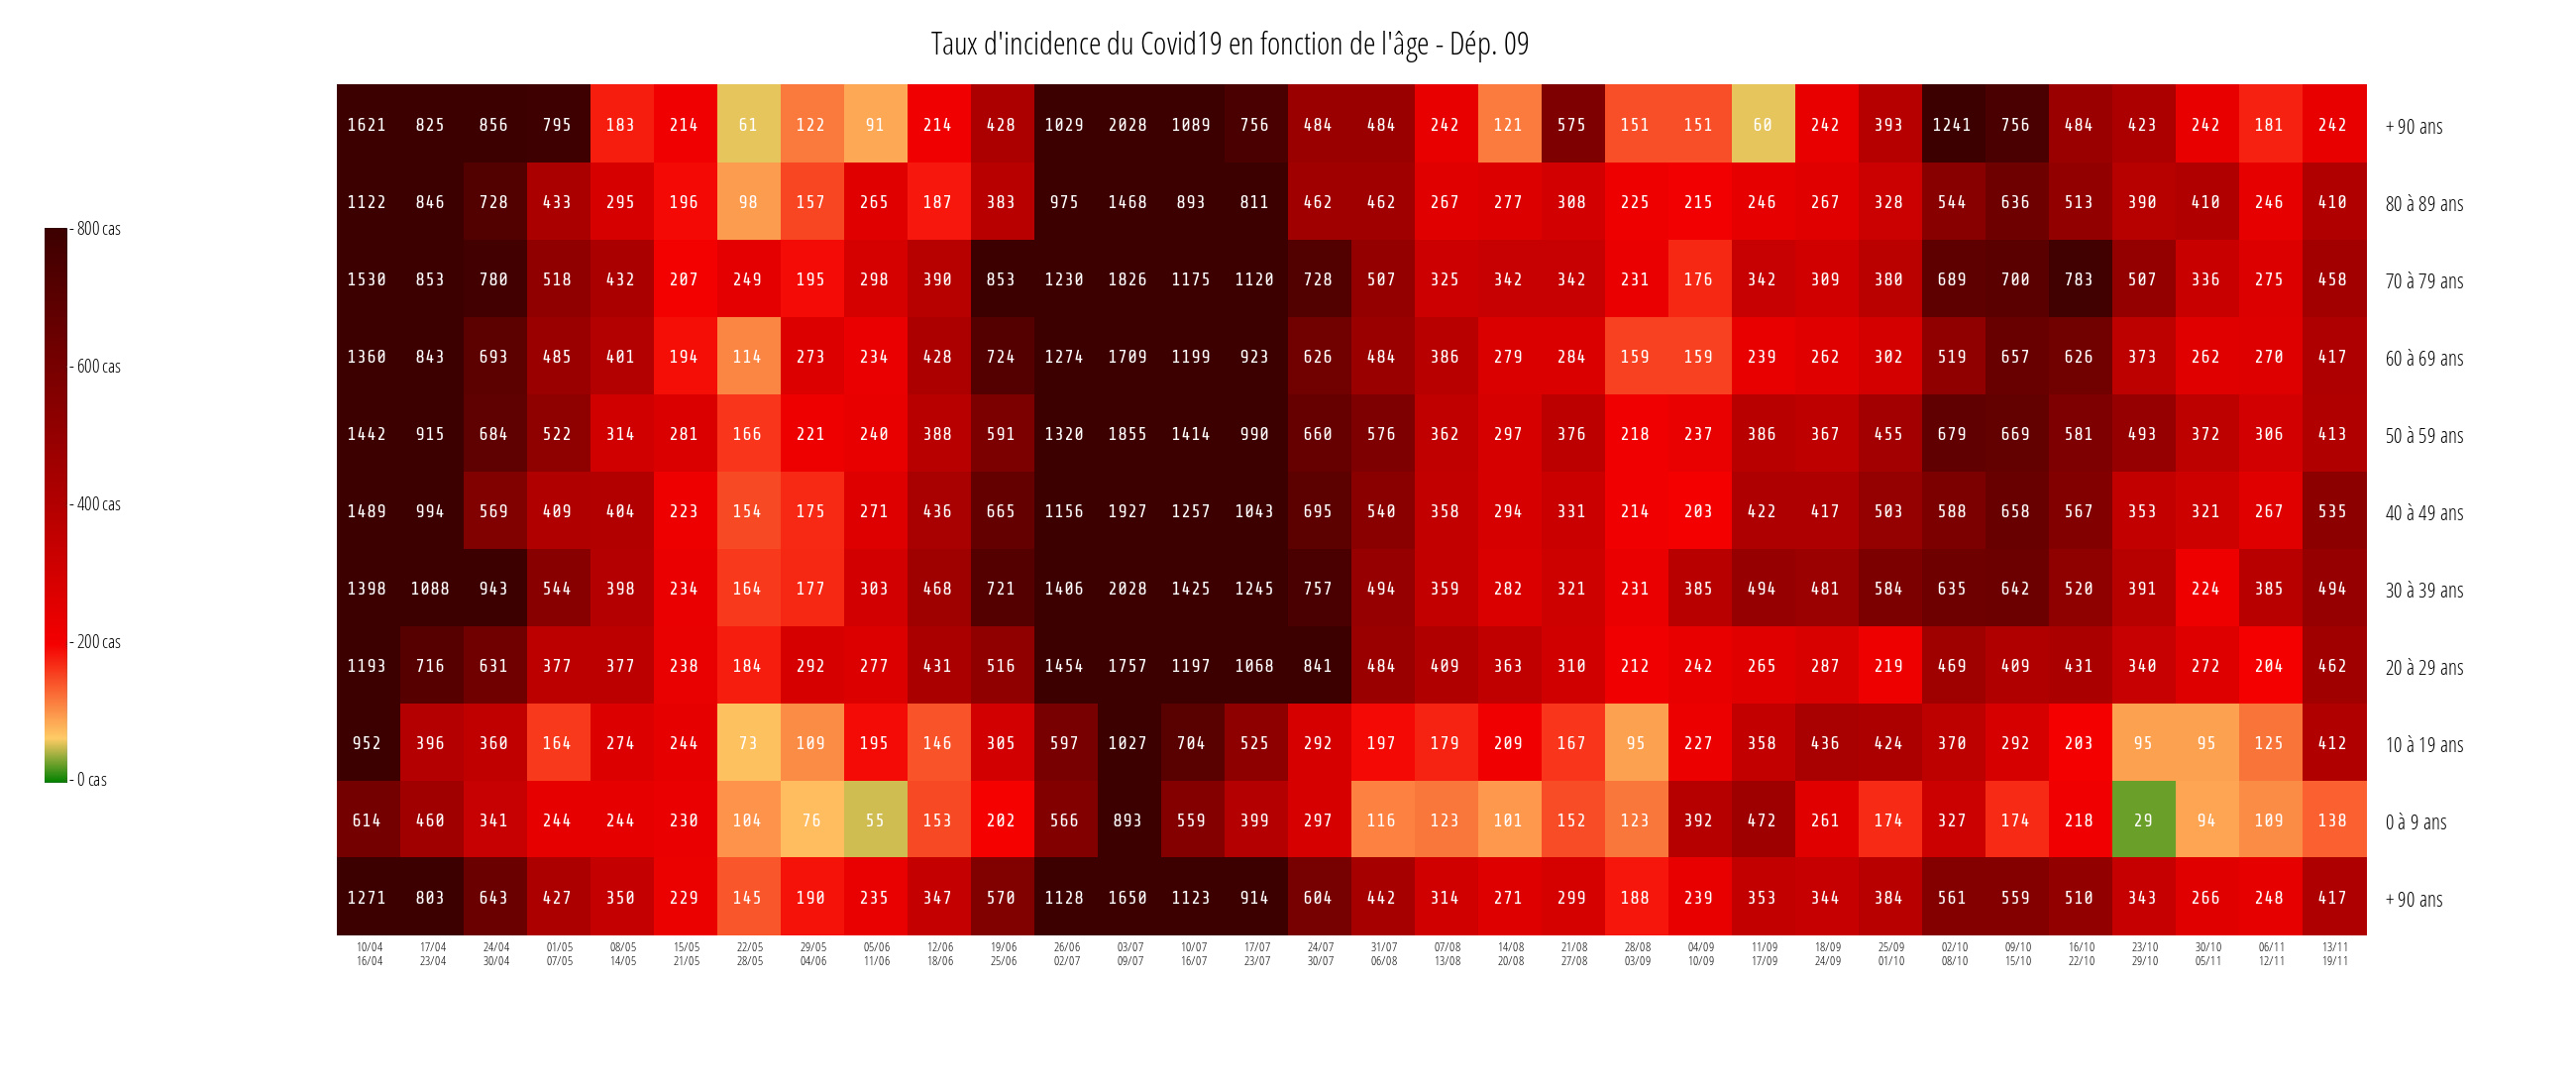 Taux d'incidence du Covid19 en fonction de l'âge - Dép. 09
- 800 cas
- 600 cas
- 400 cas
- 200 cas
- 0 cas
1621 825 856 795 183 214 61 122 91 214 428 1029 2028 1089 756 484 484 242 121 575 151 151 60 242 393 1241 756 484 423 242 181 242 + 90 ans
1122 846 728 433 295 196 98 157 265 187 383 975 1468 893 811 462 462 267 277 308 225 215 246 267 328 544 636 513 390 410 246 410 80 à 89 ans
1530 853 780 518 432 207 249 195 298 390 853 1230 1826 1175 1120 728 507 325 342 342 231 176 342 309 380 689 700 783 507 336 275 458 70 à 79 ans
1360 843 693 485 401 194 114 273 234 428 724 1274 1709 1199 923 626 484 386 279 284 159 159 239 262 302 519 657 626 373 262 270 417 60 à 69 ans
1442 915 684 522 314 281 166 221 240 388 591 1320 1855 1414 990 660 576 362 297 376 218 237 386 367 455 679 669 581 493 372 306 413 50 à 59 ans
1489 994 569 409 404 223 154 175 271 436 665 1156 1927 1257 1043 695 540 358 294 331 214 203 422 417 503 588 658 567 353 321 267 535 40 à 49 ans
1398 1088 943 544 398 234 164 177 303 468 721 1406 2028 1425 1245 757 494 359 282 321 231 385 494 481 584 635 642 520 391 224 385 494 30 à 39 ans
1193 716 631 377 377 238 184 292 277 431 516 1454 1757 1197 1068 841 484 409 363 310 212 242 265 287 219 469 409 431 340 272 204 462 20 à 29 ans
952 396 360 164 274 244 73 109 195 146 305 597 1027 704 525 292 197 179 209 167 95 227 358 436 424 370 292 203 95 95 125 412 10 à 19 ans
614 460 341 244 244 230 104 76 55 153 202 566 893 559 399 297 116 123 101 152 123 392 472 261 174 327 174 218 29 94 109 138 0 à 9 ans
1271 803 643 427 350 229 145 190 235 347 570 1128 1650 1123 914 604 442 314 271 299 188 239 353 344 384 561 559 510 343 266 248 417 + 90 ans
10/04 17/04 24/04 01/05 08/05 15/05 22/05 29/05 05/06 12/06 19/06 26/06 03/07 10/07 17/07 24/07 31/07 07/08 14/08 21/08 28/08 04/09 11/09 18/09 25/09 02/10 09/10 16/10 23/10 30/10 06/11 13/11
16/04 23/04 30/04 07/05 14/05 21/05 28/05 04/06 11/06 18/06 25/06 02/07 09/07 16/07 23/07 30/07 06/08 13/08 20/08 27/08 03/09 10/09 17/09 24/09 01/10 08/10 15/10 22/10 29/10 05/11 12/11 19/11